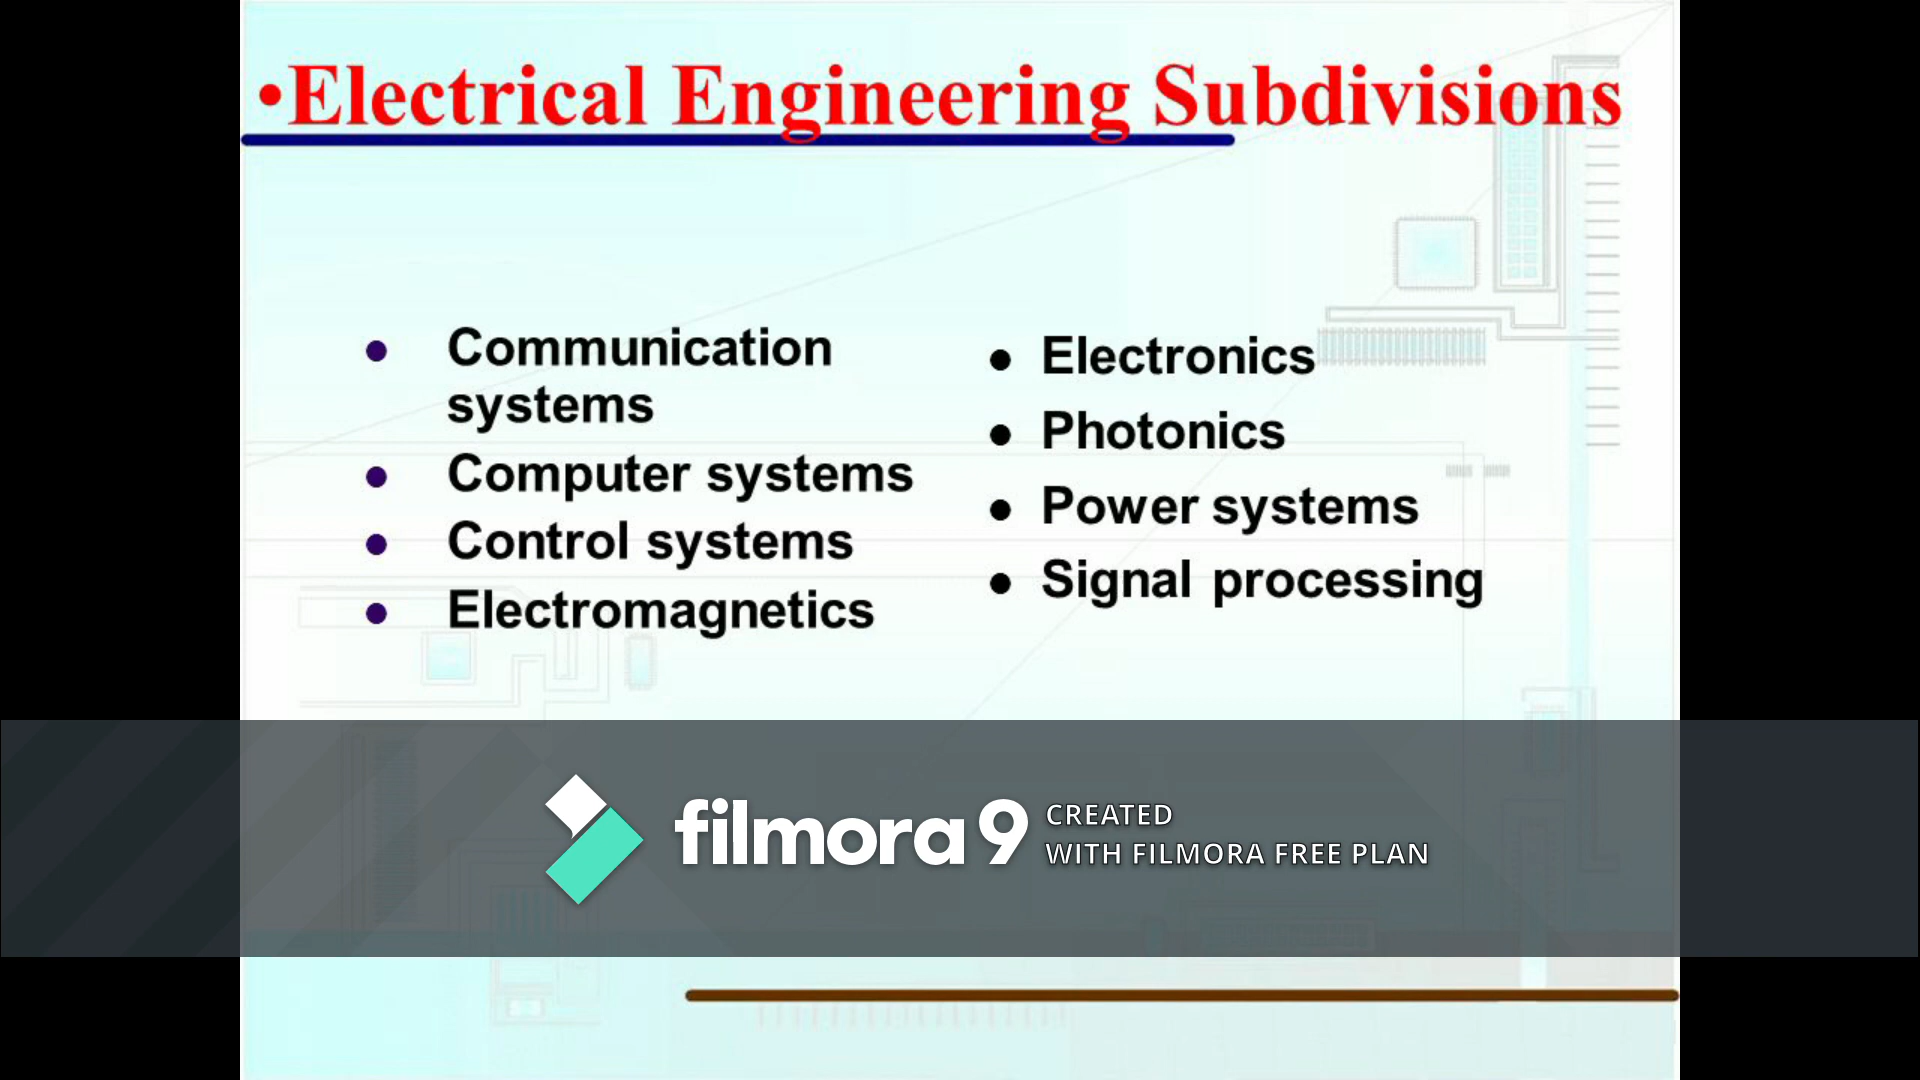 •Electrical Engineering Subdivisions
● Communication
systems
● Computer systems
● Control systems
● Electromagnetics
● Electronics
● Photonics
● Power systems
● Signal processing
filmora 9
CREATED
WITH FILMORA FREE PLAN